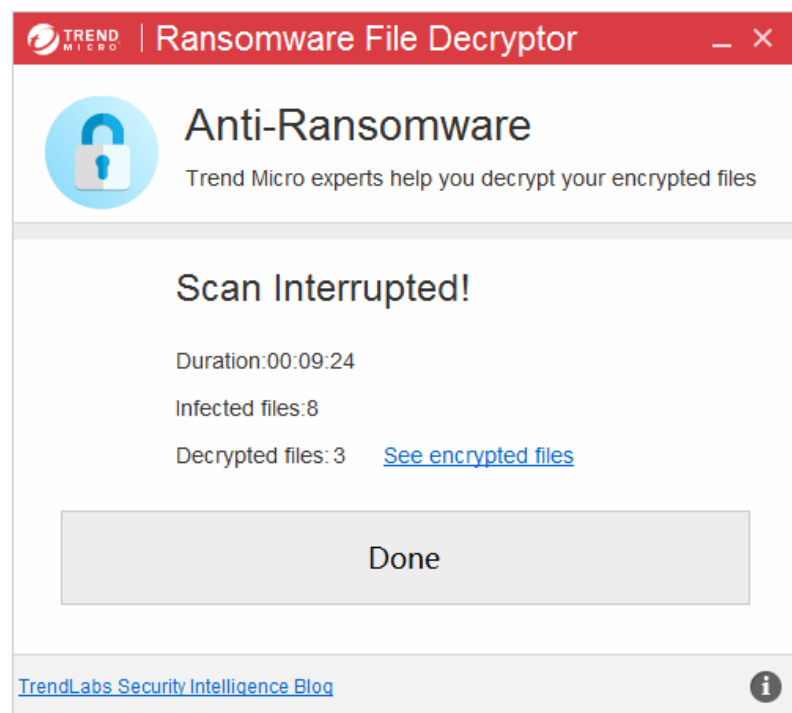 TREND MICRO | Ransomware File Decryptor
Anti-Ransomware
Trend Micro experts help you decrypt your encrypted files
Scan Interrupted!
Duration:00:09:24
Infected files:8
Decrypted files: 3 See encrypted files
Done
TrendLabs Security Intelligence Blog